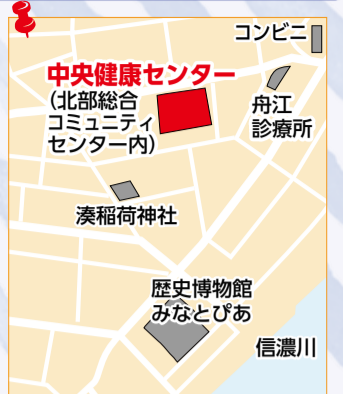 コンビニ
中央健康センター
(北部総合
コミュニティ
センター内)
舟江
診療所
湊稲荷神社
歴史博物館
みなとぴあ
信濃川